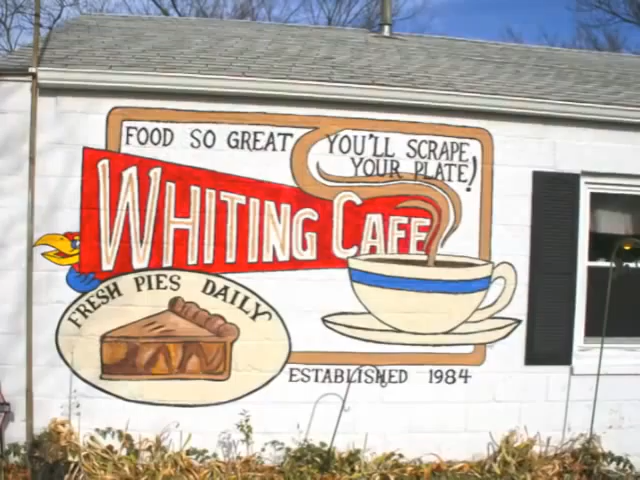 FOOD SO GREAT
YOU'LL SCRAPE
YOUR PLATE!
WHITING CAFE
FRESH PIES DAILY
ESTABLISHED 1984